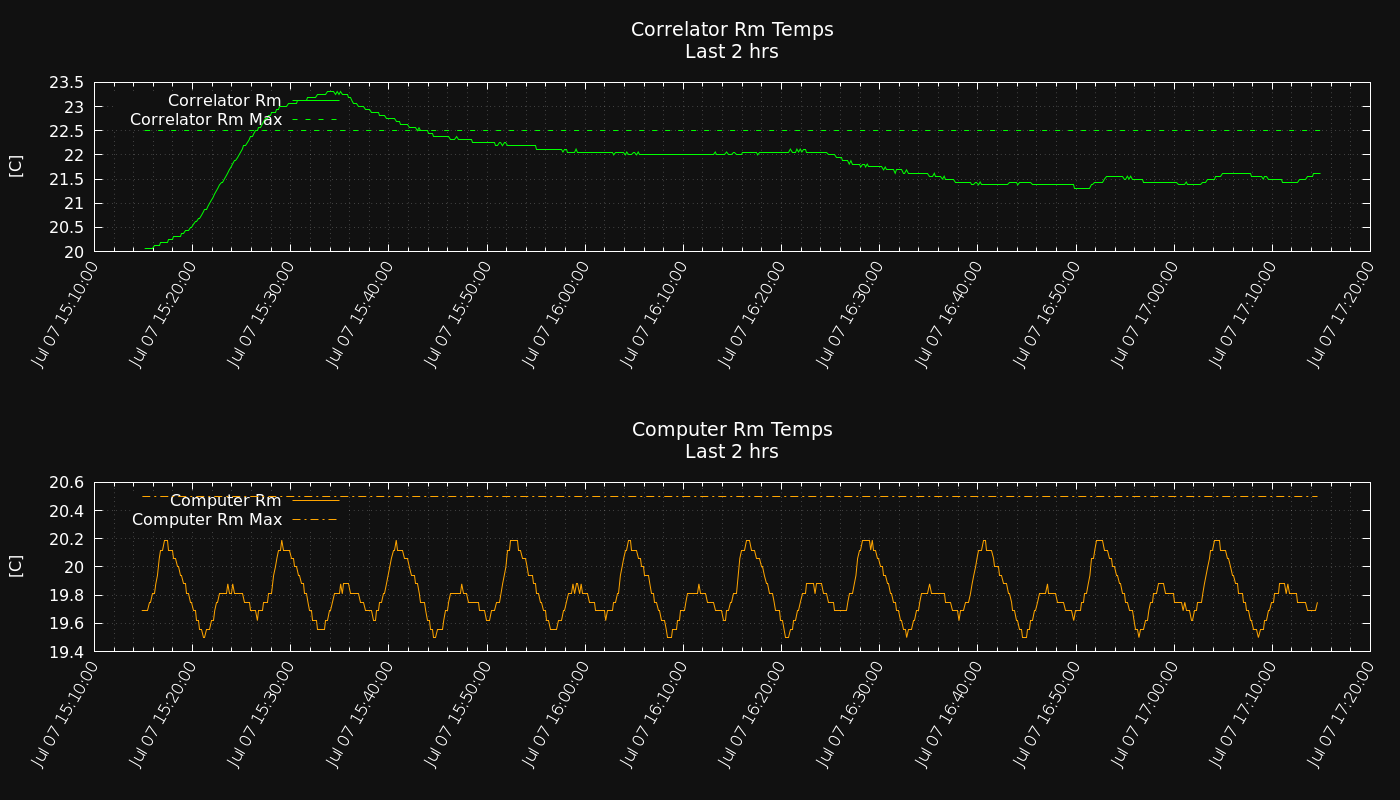 Correlator Rm Temps
Last 2 hrs
23.5
23
22.5
22
21.5
21
20.5
20
[C]
Correlator Rm
Correlator Rm Max
Jul 07 15:10:00
Jul 07 15:20:00
Jul 07 15:30:00
Jul 07 15:40:00
Jul 07 15:50:00
Jul 07 16:00:00
Jul 07 16:10:00
Jul 07 16:20:00
Jul 07 16:30:00
Jul 07 16:40:00
Jul 07 16:50:00
Jul 07 17:00:00
Jul 07 17:10:00
Jul 07 17:20:00
Computer Rm Temps
Last 2 hrs
20.6
20.4
20.2
20
19.8
19.6
19.4
[C]
Computer Rm
Computer Rm Max
Jul 07 15:10:00
Jul 07 15:20:00
Jul 07 15:30:00
Jul 07 15:40:00
Jul 07 15:50:00
Jul 07 16:00:00
Jul 07 16:10:00
Jul 07 16:20:00
Jul 07 16:30:00
Jul 07 16:40:00
Jul 07 16:50:00
Jul 07 17:00:00
Jul 07 17:10:00
Jul 07 17:20:00